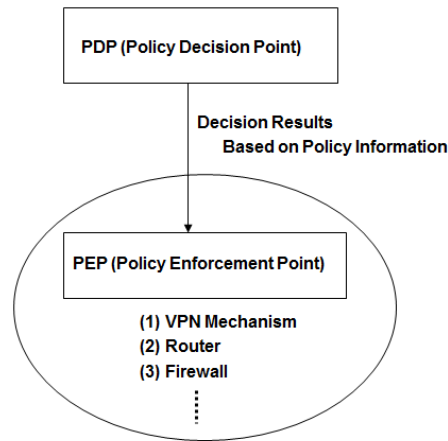 PDP (Policy Decision Point)
Decision Results
Based on Policy Information
PEP (Policy Enforcement Point)
(1) VPN Mechanism
(2) Router
(3) Firewall